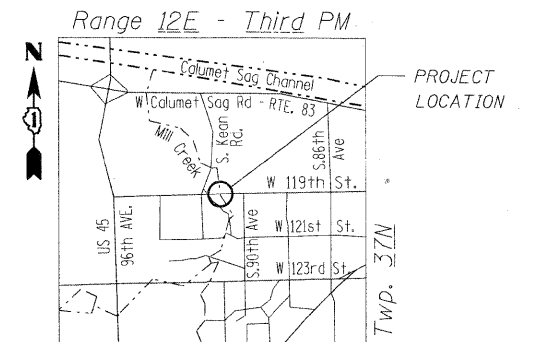 Range 12E - Third PM
N
Calumet Sag Channel
PROJECT
LOCATION
W Calumet Sag Rd - RTE. 83
Mill Creek
S. Kean
Rd.
S.86th
Ave
W 119th St.
US 45
96th AVE.
S.90th Ave
W 121st St.
W 123rd St.
Twp. 37N